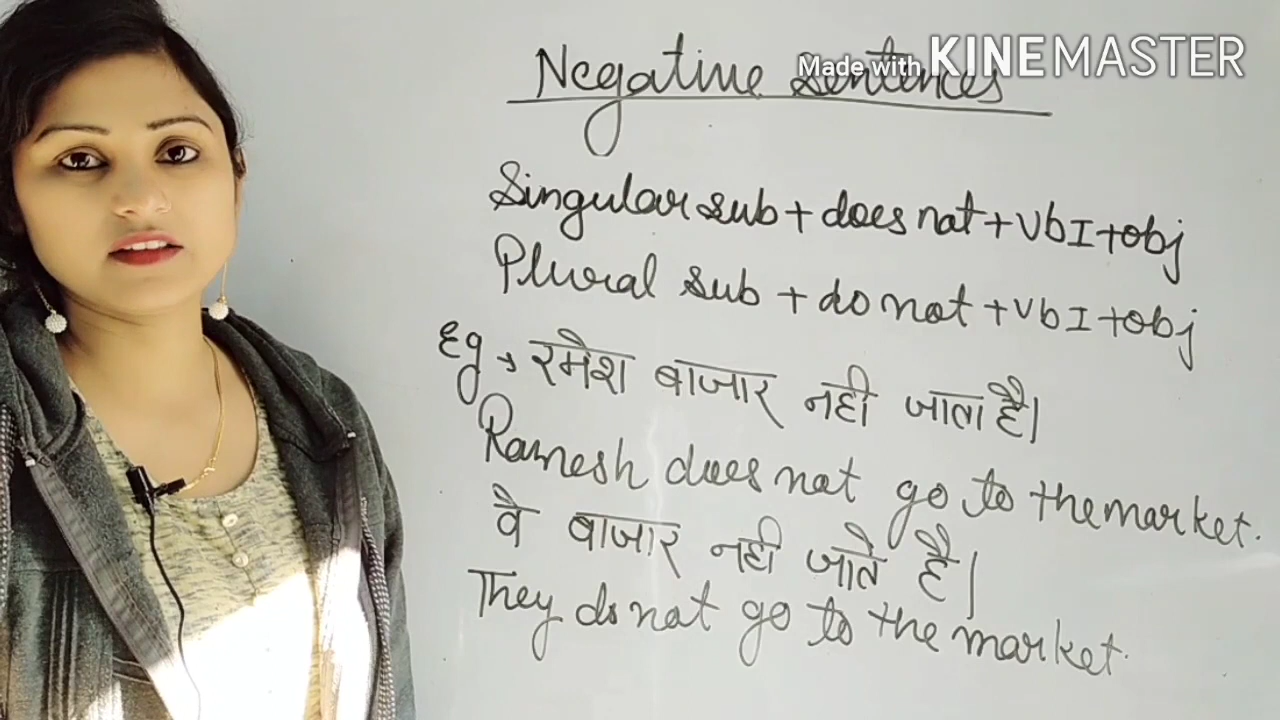 Negative sentences
Made with KINEMASTER
Singular sub + does not + Vb I + obj
Plural sub + do not + Vb I + obj
Eg → रमेश बाजार नही जाता है।
Ramesh does not go to the market.
वे बाजार नही जाते है।
They do not go to the market.